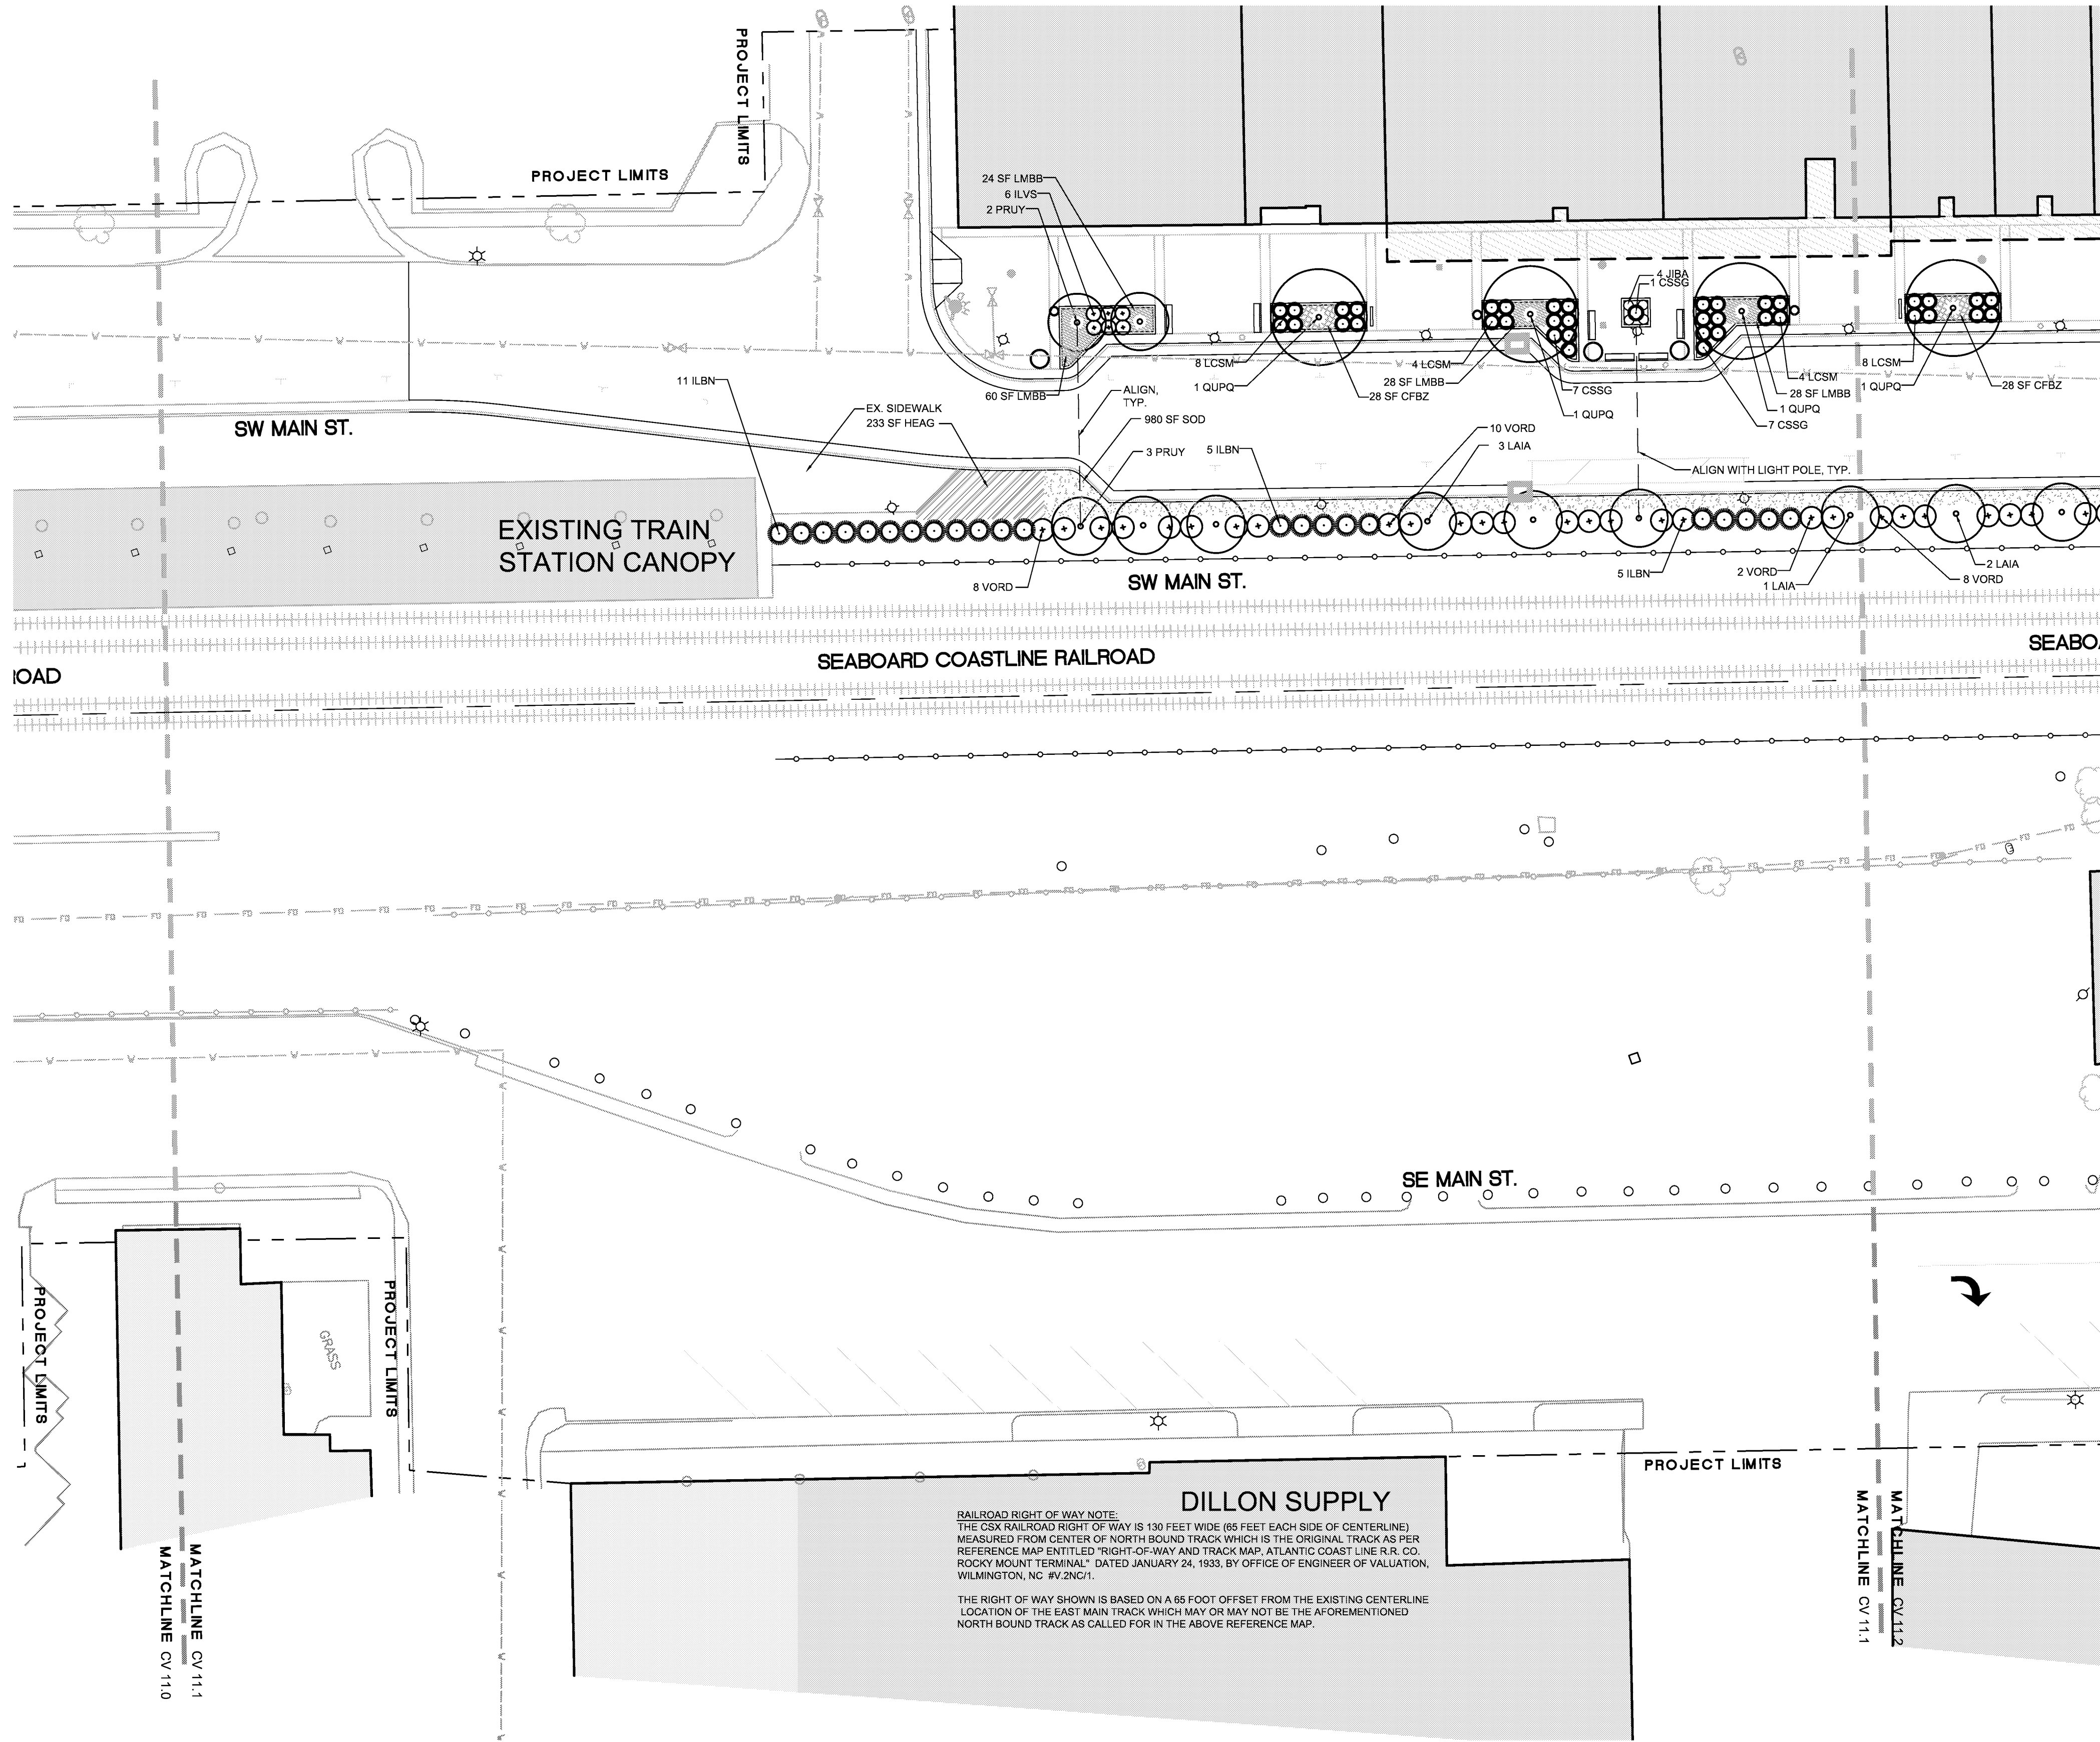 PROJECT LIMITS
PROJECT LIMITS
24 SF LMBB
6 ILVS
2 PRUY
4 JIBA
1 CSSG
8 LCSM
1 QUPQ
28 SF CFBZ
4 LCSM
28 SF LMBB
7 CSSG
1 QUPQ
4 LCSM
28 SF LMBB
1 QUPQ
7 CSSG
8 LCSM
1 QUPQ
28 SF CFBZ
11 ILBN
60 SF LMBB
ALIGN,
TYP.
EX. SIDEWALK
233 SF HEAG
980 SF SOD
3 PRUY
5 ILBN
10 VORD
3 LAIA
ALIGN WITH LIGHT POLE, TYP.
SW MAIN ST.
EXISTING TRAIN
STATION CANOPY
8 VORD
SW MAIN ST.
5 ILBN
2 VORD
1 LAIA
2 LAIA
8 VORD
SEABOARD COASTLINE RAILROAD
SEABOA
ROAD
SE MAIN ST.
PROJECT LIMITS
PROJECT LIMITS
GRASS
PROJECT LIMITS
DILLON SUPPLY
RAILROAD RIGHT OF WAY NOTE:
THE CSX RAILROAD RIGHT OF WAY IS 130 FEET WIDE (65 FEET EACH SIDE OF CENTERLINE)
MEASURED FROM CENTER OF NORTH BOUND TRACK WHICH IS THE ORIGINAL TRACK AS PER
REFERENCE MAP ENTITLED "RIGHT-OF-WAY AND TRACK MAP, ATLANTIC COAST LINE R.R. CO.
ROCKY MOUNT TERMINAL" DATED JANUARY 24, 1933, BY OFFICE OF ENGINEER OF VALUATION,
WILMINGTON, NC #V.2NC/1.
THE RIGHT OF WAY SHOWN IS BASED ON A 65 FOOT OFFSET FROM THE EXISTING CENTERLINE
LOCATION OF THE EAST MAIN TRACK WHICH MAY OR MAY NOT BE THE AFOREMENTIONED
NORTH BOUND TRACK AS CALLED FOR IN THE ABOVE REFERENCE MAP.
MATCHLINE CV11.0
MATCHLINE CV11.1
MATCHLINE CV11.1
MATCHLINE CV11.2